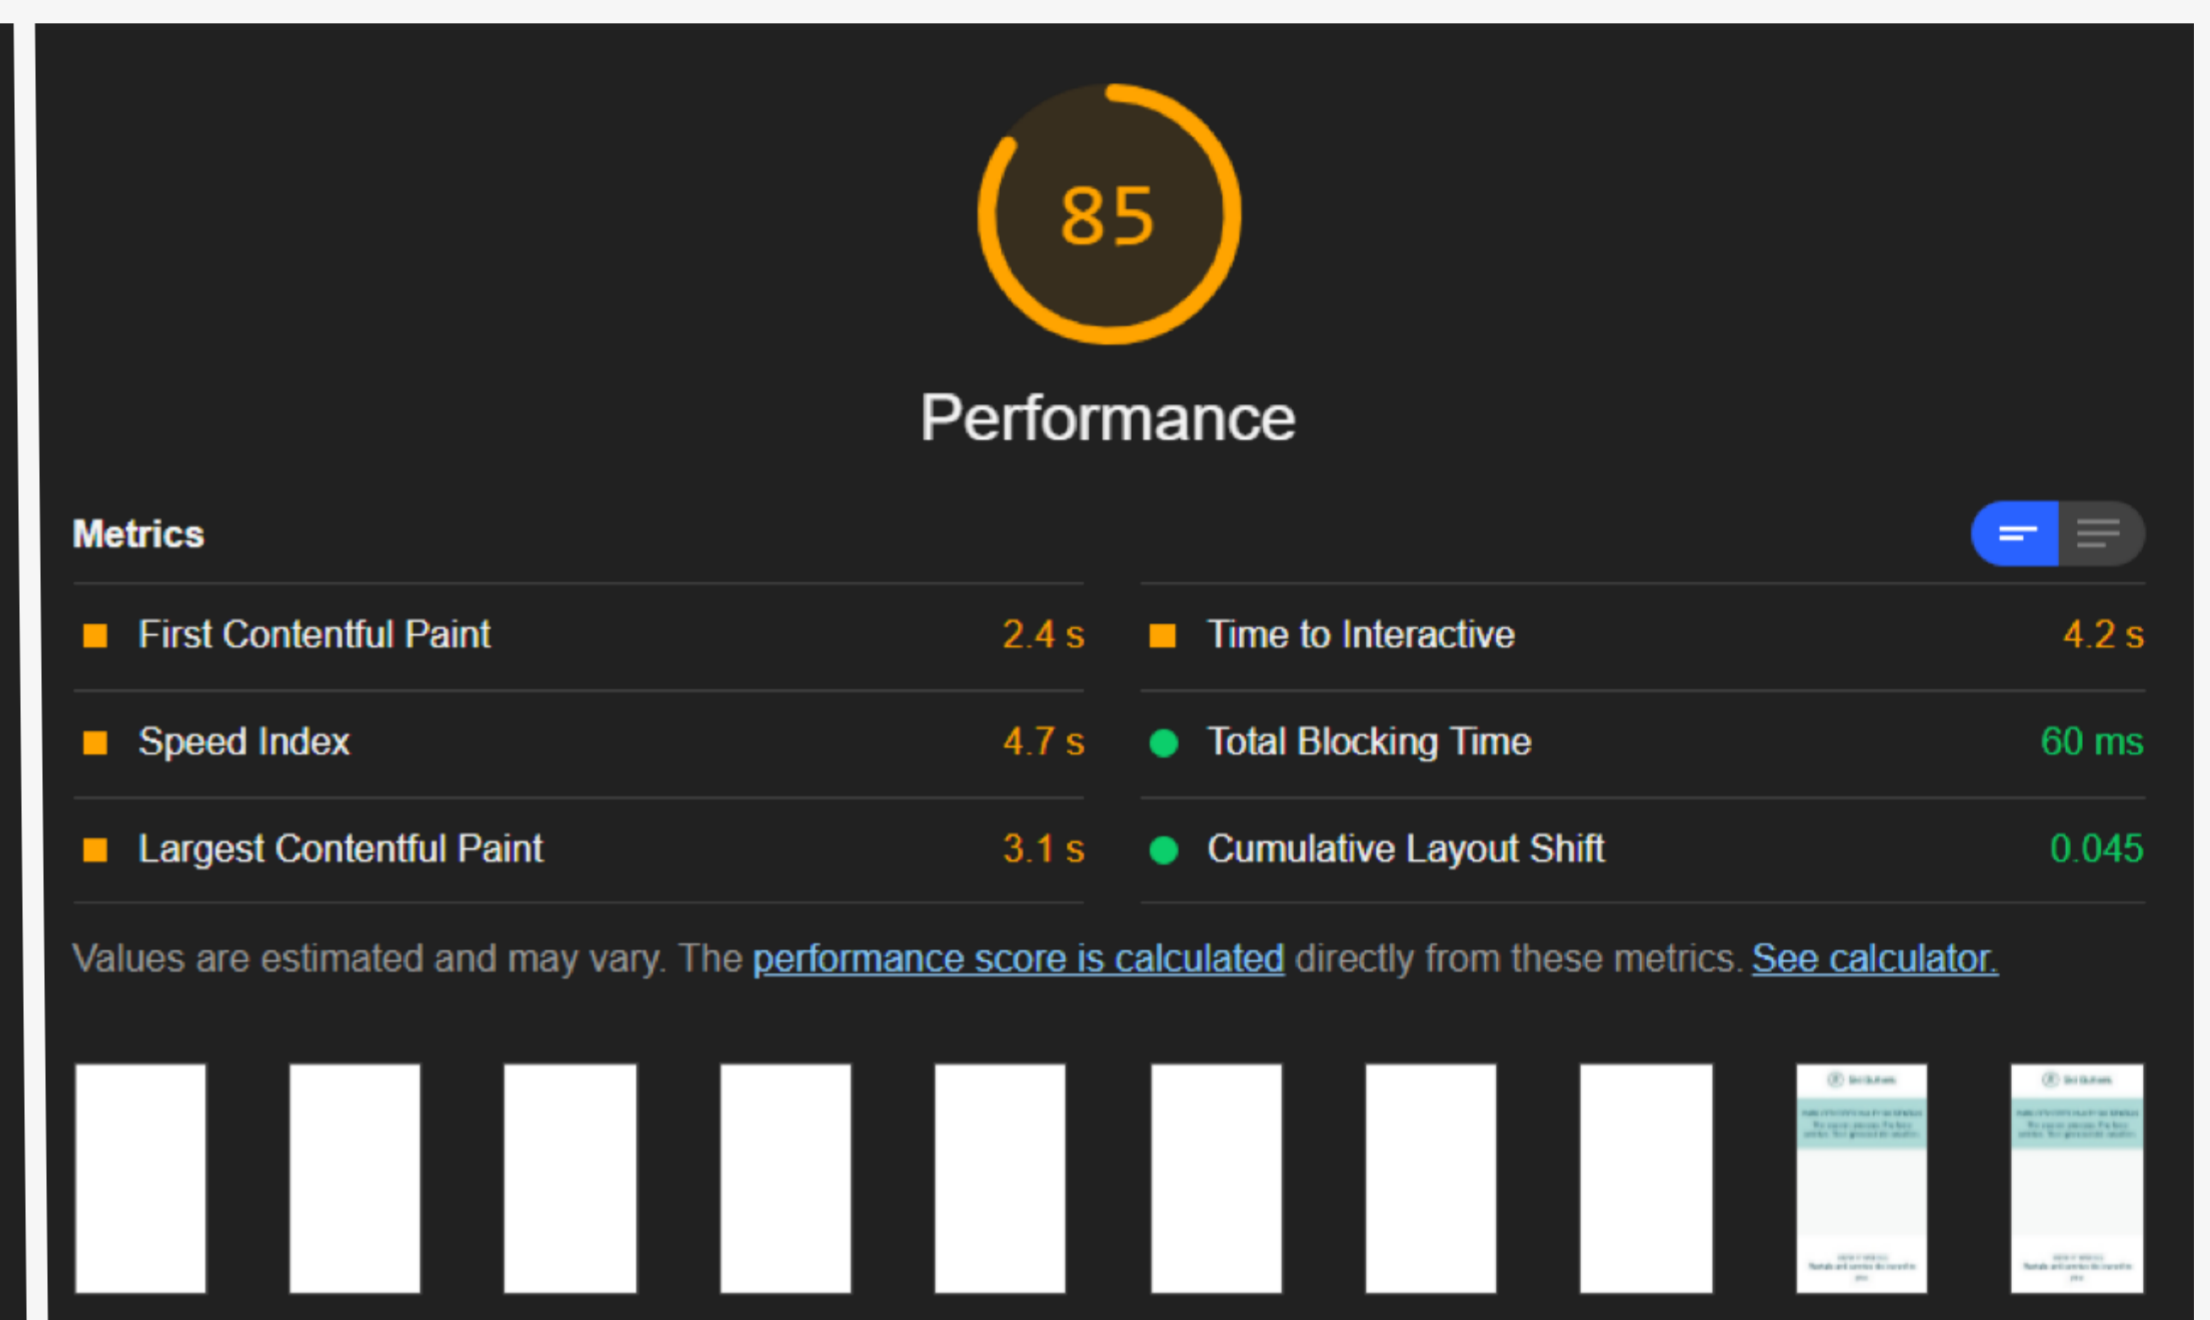 85
Performance
Metrics
First Contentful Paint 2.4 s
Time to Interactive 4.2 s
Speed Index 4.7 s
Total Blocking Time 60 ms
Largest Contentful Paint 3.1 s
Cumulative Layout Shift 0.045
Values are estimated and may vary. The performance score is calculated directly from these metrics. See calculator.